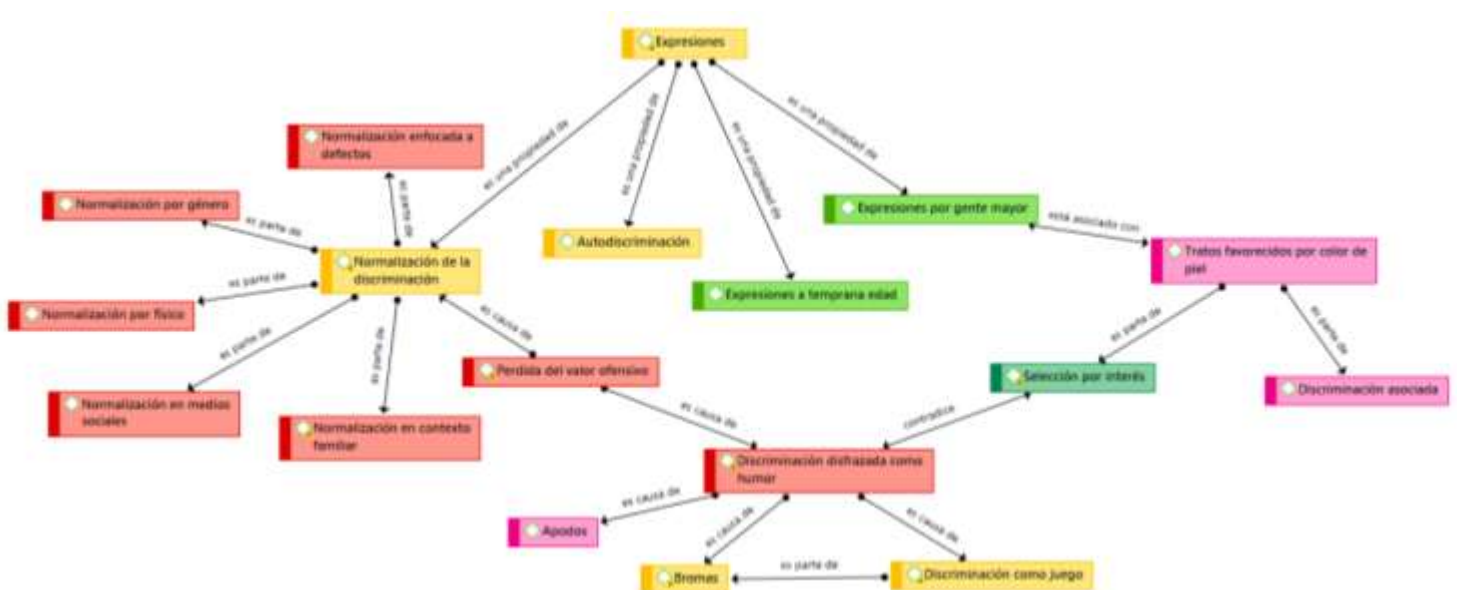 Expresiones
es una propiedad de
es una propiedad de
es una propiedad de
es una propiedad de
Normalización enfocada a
defectos
es parte de
Normalización por género
es parte de
Expresiones por gente mayor
está asociado con
Autodiscriminación
Tratos favorecidos por color de
piel
Normalización de la
discriminación
es parte de
Expresiones a temprana edad
Normalización por físico
es parte de
es parte de
es causa de
es parte de
es parte de
Perdida del valor ofensivo
Selección por interés
Discriminación asociada
Normalización en medios
sociales
es causa de
contradice
Normalización en contexto
familiar
Discriminación disfrazada como
humor
es causa de
Apodos
es causa de
es causa de
Bromas
es parte de
Discriminación como juego